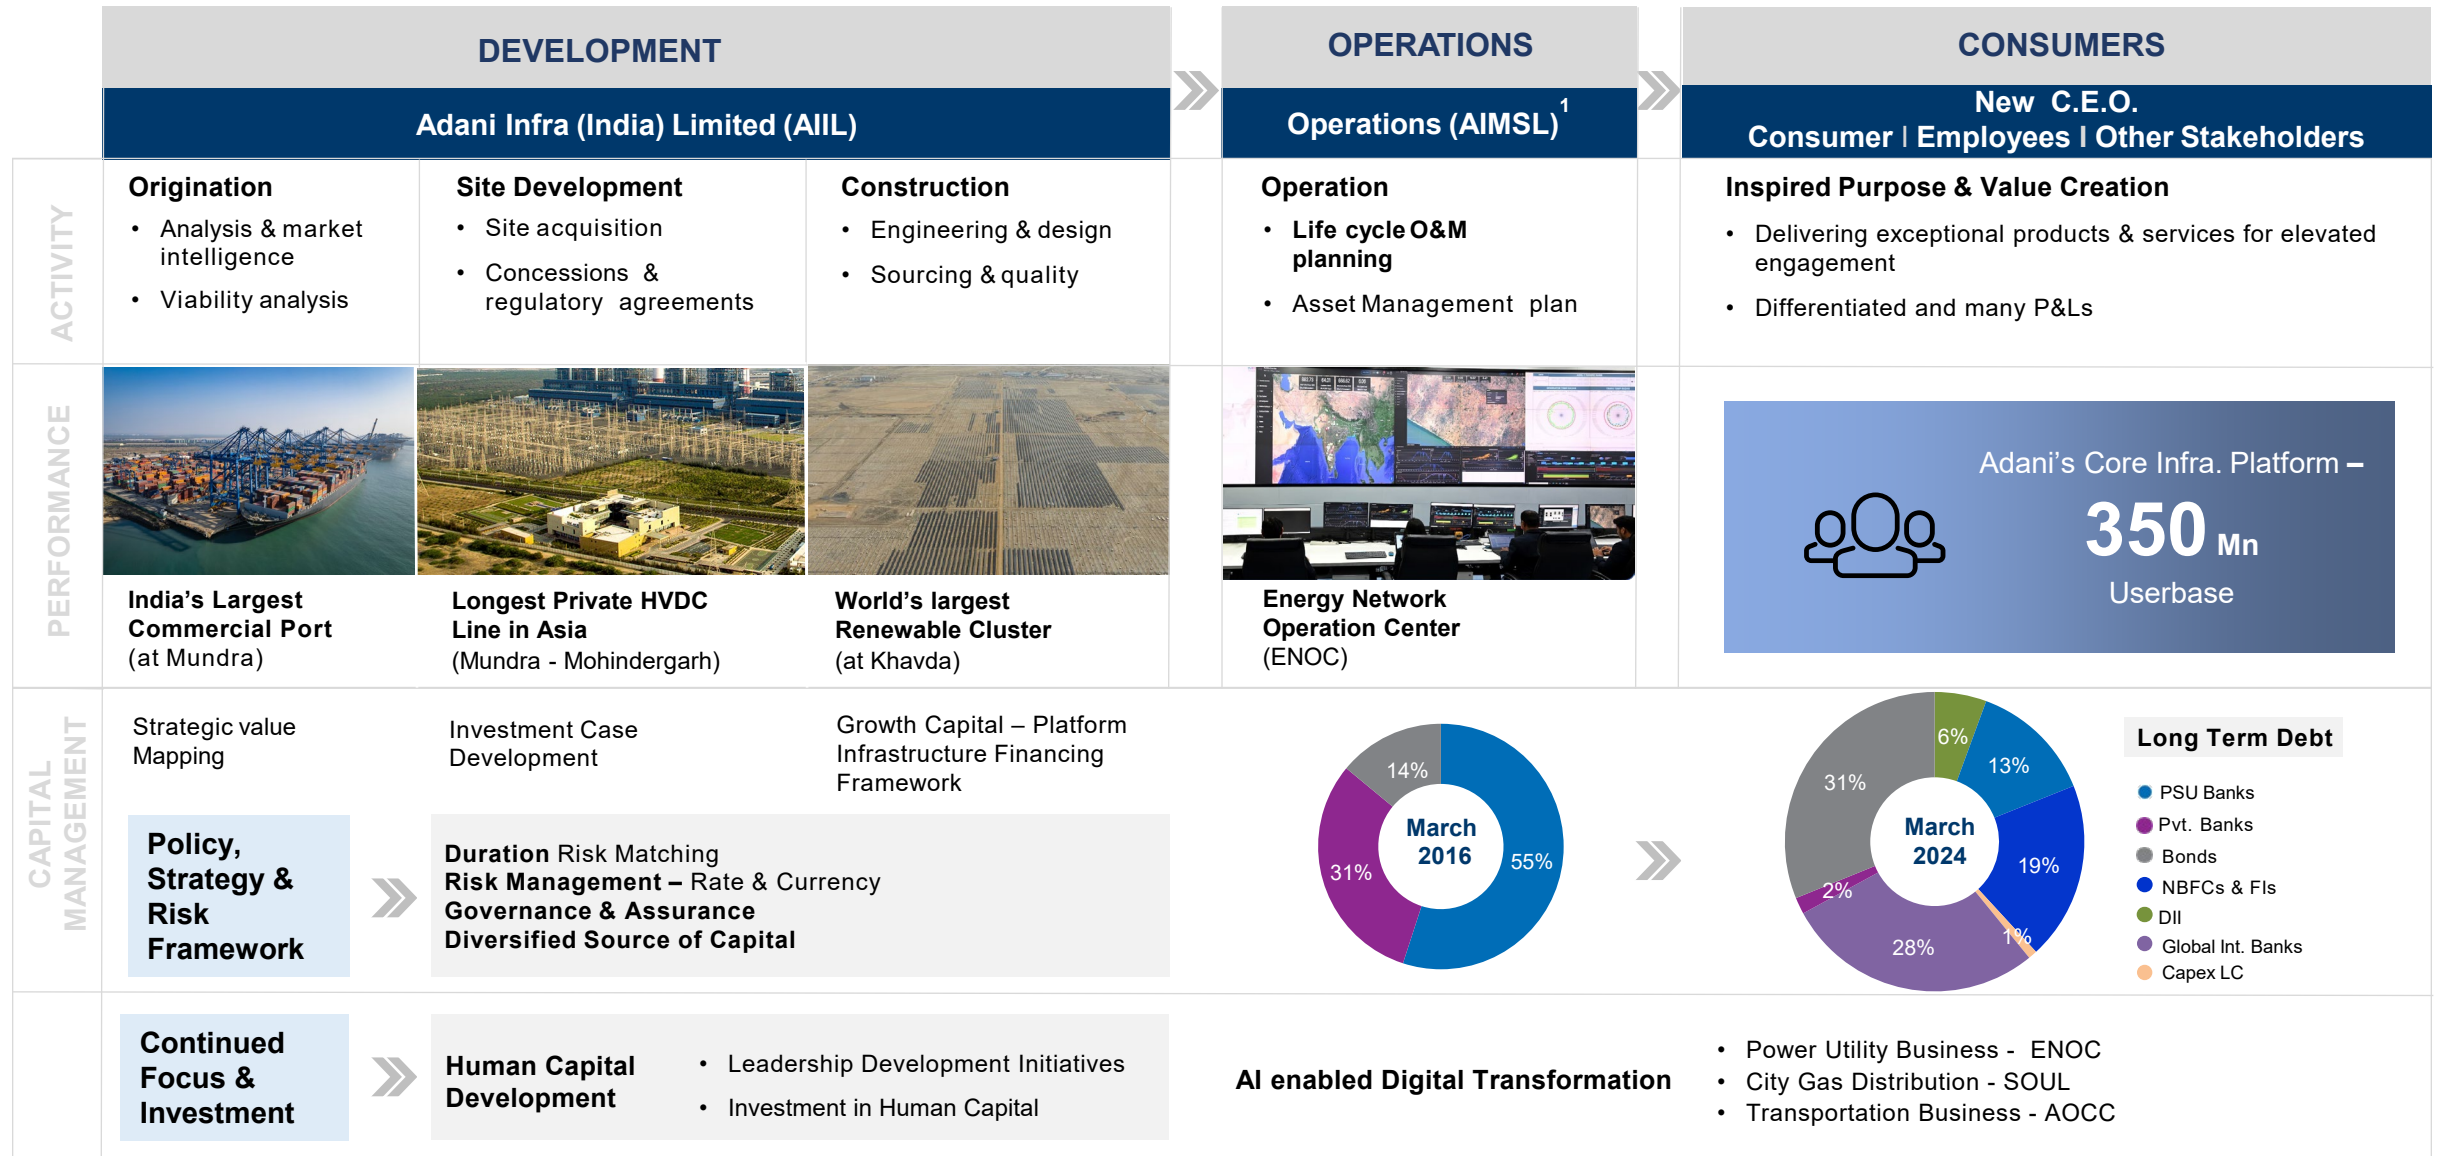 DEVELOPMENT
OPERATIONS
CONSUMERS
Adani Infra (India) Limited (AIIL)
Operations (AIMSL)1
New C.E.O.
Consumer I Employees I Other Stakeholders
ACTIVITY
Origination
• Analysis & market
intelligence
• Viability analysis
Site Development
• Site acquisition
• Concessions &
regulatory agreements
Construction
• Engineering & design
• Sourcing & quality
Operation
• Life cycle O&M
planning
• Asset Management plan
Inspired Purpose & Value Creation
• Delivering exceptional products & services for elevated
engagement
• Differentiated and many P&Ls
PERFORMANCE
India's Largest
Commercial Port
(at Mundra)
Longest Private HVDC
Line in Asia
(Mundra - Mohindergarh)
World's largest
Renewable Cluster
(at Khavda)
Energy Network
Operation Center
(ENOC)
Adani's Core Infra. Platform –
350 Mn
Userbase
CAPITAL
MANAGEMENT
Strategic value
Mapping
Investment Case
Development
Growth Capital – Platform
Infrastructure Financing
Framework
Policy,
Strategy &
Risk
Framework
Duration Risk Matching
Risk Management – Rate & Currency
Governance & Assurance
Diversified Source of Capital
March
2016
14%
31%
55%
March
2024
6%
13%
19%
1%
28%
2%
31%
Long Term Debt
PSU Banks
Pvt. Banks
Bonds
NBFCs & FIs
DII
Global Int. Banks
Capex LC
Continued
Focus &
Investment
Human Capital
Development
• Leadership Development Initiatives
• Investment in Human Capital
AI enabled Digital Transformation
• Power Utility Business - ENOC
• City Gas Distribution - SOUL
• Transportation Business - AOCC